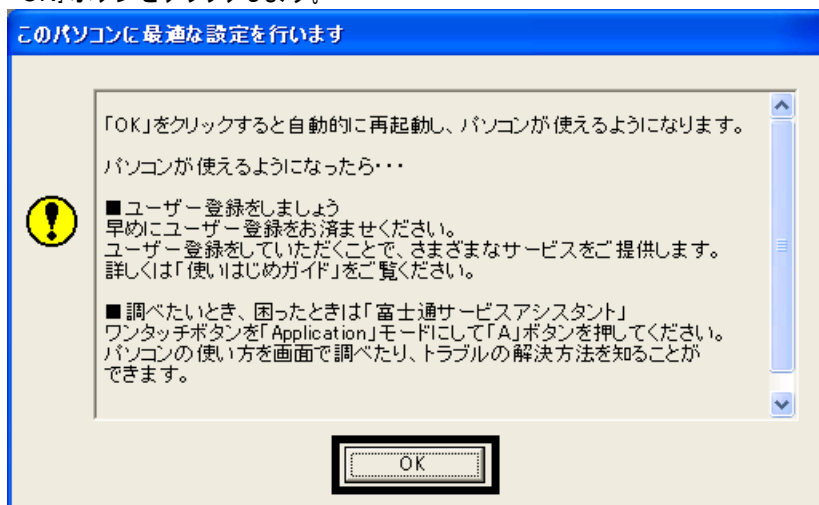 OK」ボタンをクリックします。
このパソコンに最適な設定を行います
「OK」をクリックすると自動的に再起動し、パソコンが使えるようになります。
パソコンが使えるようになったら・・・
■ユーザー登録をしましょう
早めにユーザー登録をお済ませください。
ユーザー登録をしていただくことで、さまざまなサービスをご提供します。
詳しくは「使いはじめガイド」をご覧ください。
■調べたいとき、困ったときは「富士通サービスアシスタント」
ワンタッチボタンを「Application」モードにして「A」ボタンを押してください。
パソコンの使い方を画面で調べたり、トラブルの解決方法を知ることが
できます。
OK